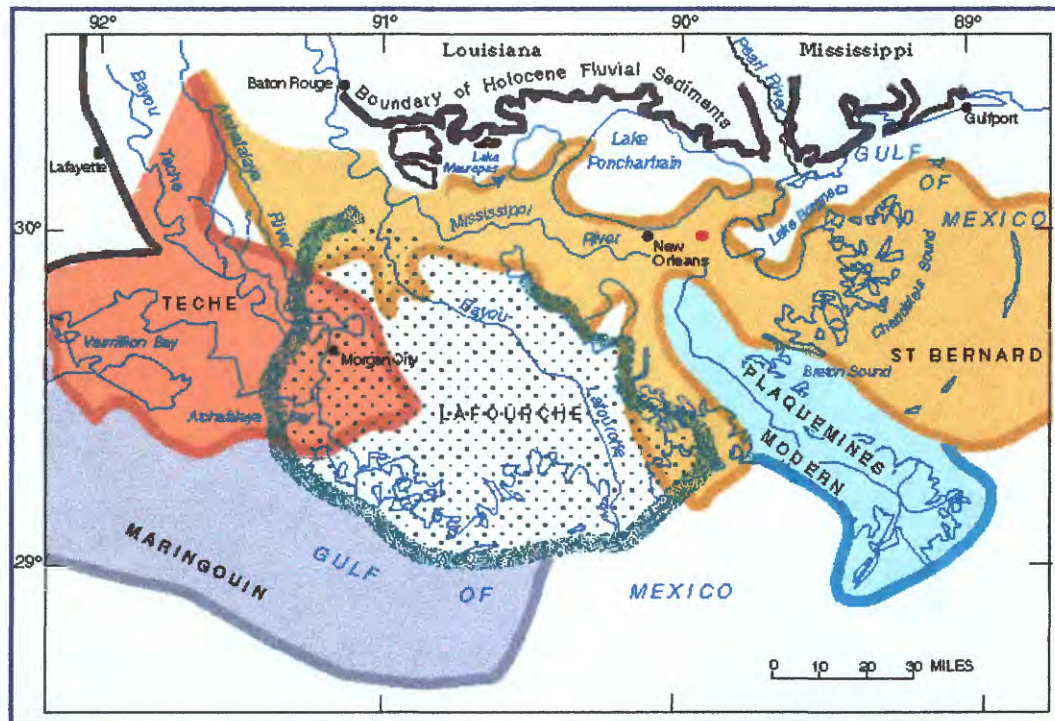 92° 91° 90° 89°
Louisiana Mississippi
Pearl River
Bayou
Baton Rouge
Boundary of Holocene Fluvial Sediments
Gulfport
Atchafalaya
River
Lake
Ponchartrain
Lake
Maurepas
Lafayette
Teche
GULF
OF
MEXICO
30°
Mississippi
River
New
Orleans
Lake Borgne
Chandeleur Sound
TECHE
Vermillion Bay
Bayou
Lafourche
Morgan City
Breton Sound
ST BERNARD
Atchafalaya Bay
LAFOURCHE
PLAQUEMINES
MODERN
MARINGOUIN
29°
GULF
OF
MEXICO
0 10 20 30 MILES